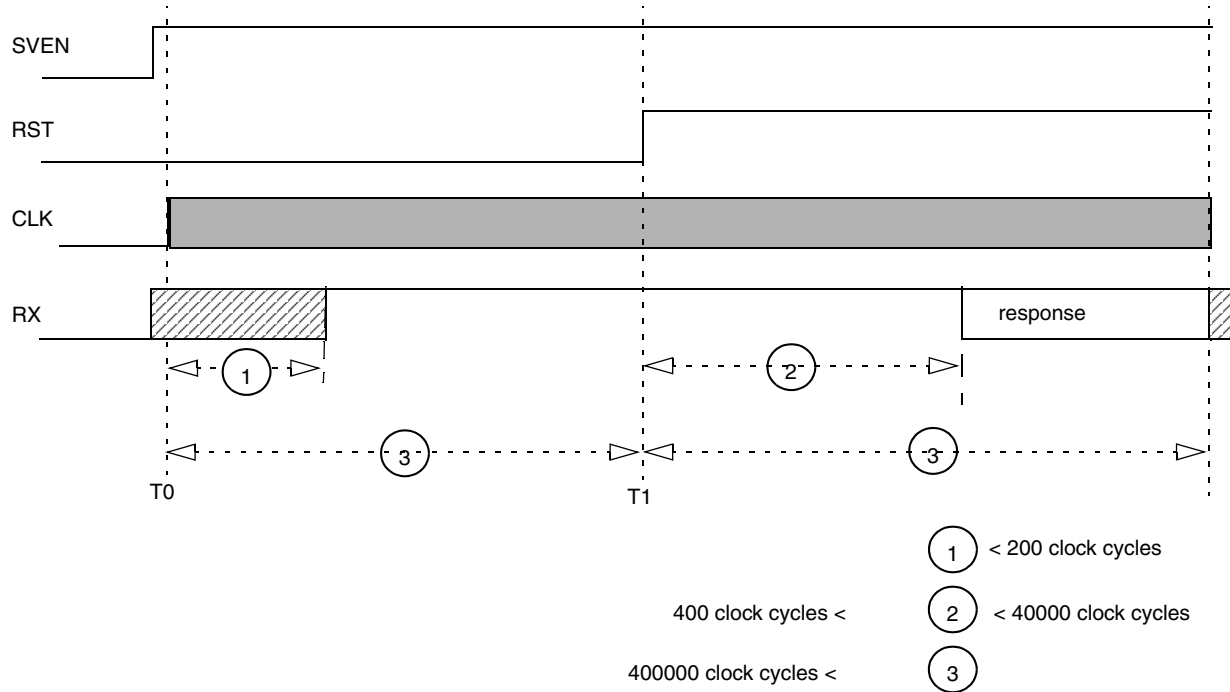 SVEN
RST
CLK
RX
response
1
2
3
3
T0
T1
1 < 200 clock cycles
400 clock cycles < 2 < 40000 clock cycles
400000 clock cycles < 3